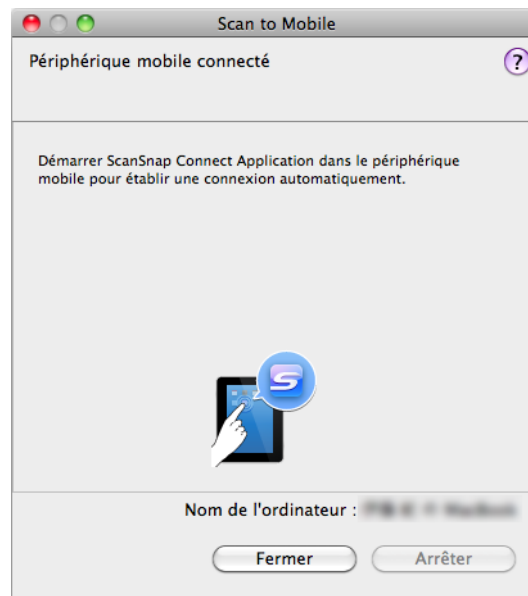 Scan to Mobile
Périphérique mobile connecté
?
Démarrer ScanSnap Connect Application dans le périphérique
mobile pour établir une connexion automatiquement.
S
Nom de l'ordinateur :
Fermer
Arrêter